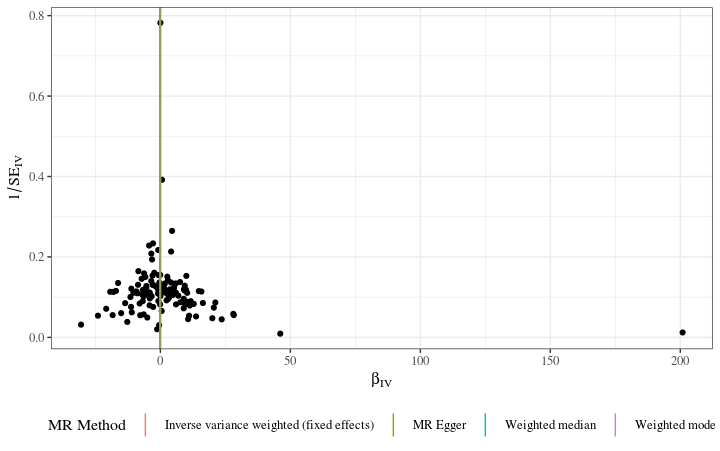 0.8
0.6
0.4
0.2
0.0
1/SE_IV
0 50 100 150 200
β_IV
MR Method Inverse variance weighted (fixed effects) MR Egger Weighted median Weighted mode